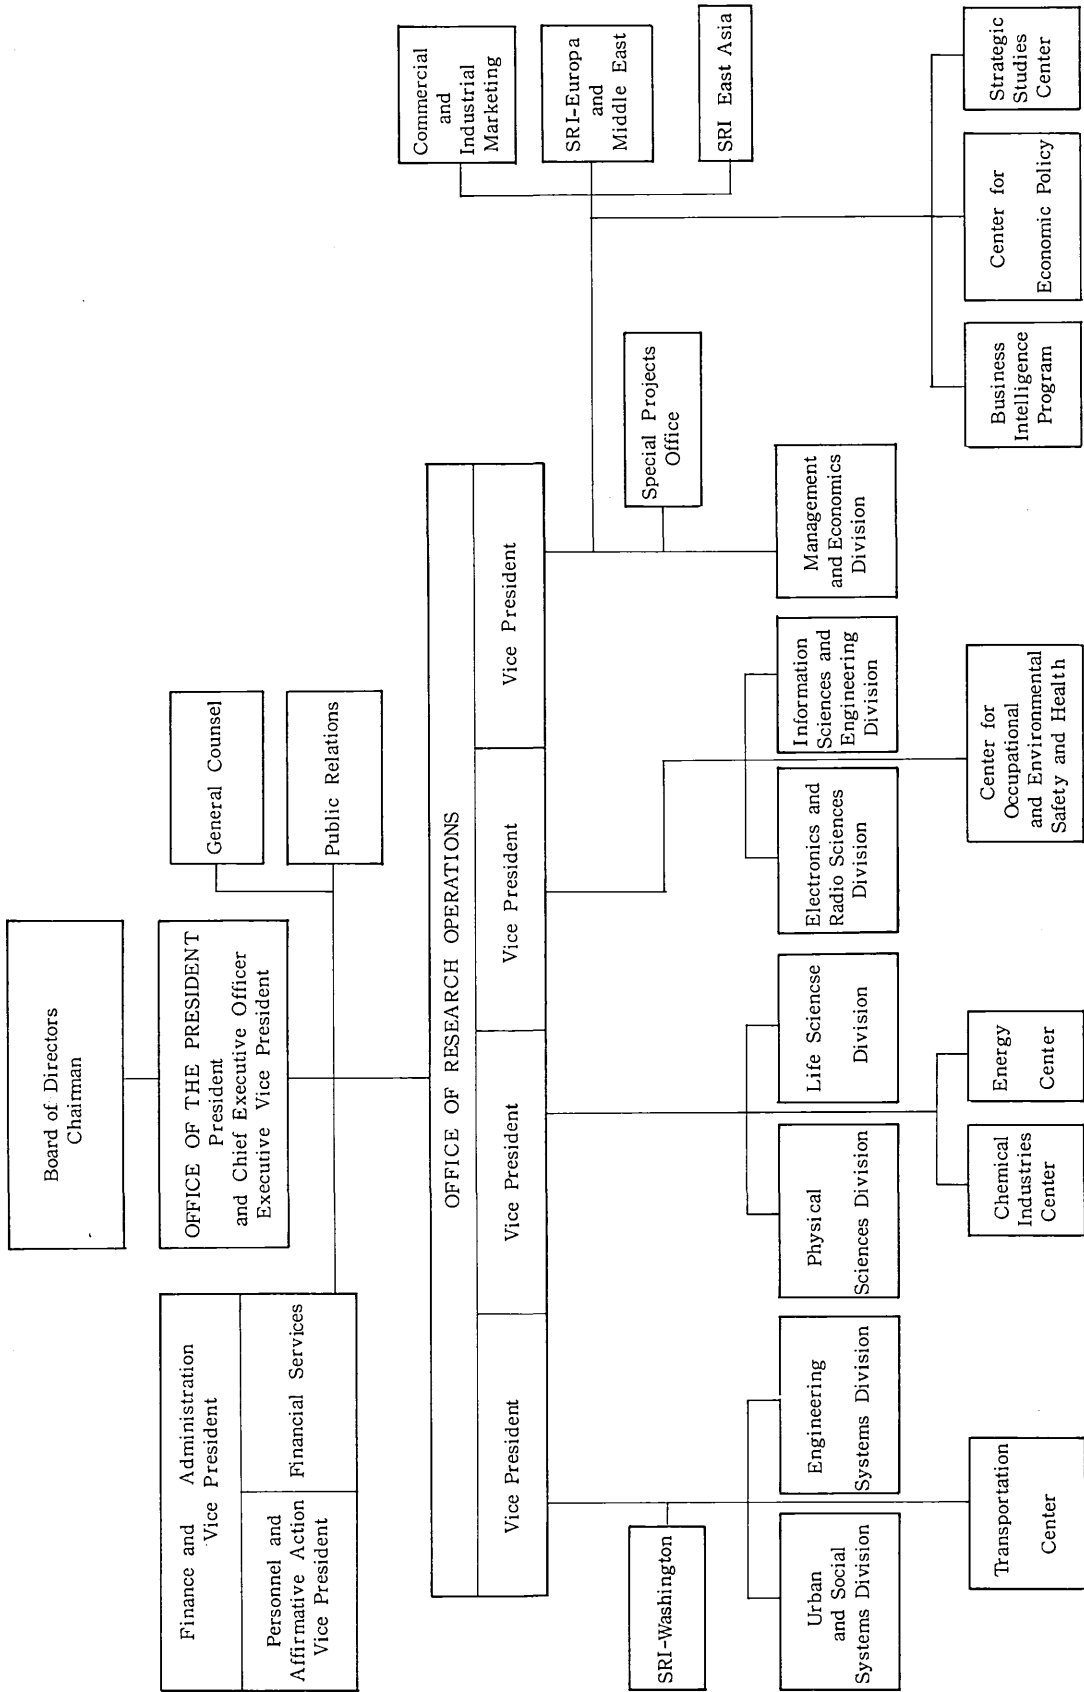 Board of Directors
Chairman
OFFICE OF THE PRESIDENT
President
and Chief Executive Officer
Executive Vice President
Finance and Administration
Vice President
Personnel and
Affirmative Action
Vice President
Financial Services
General Counsel
Public Relations
OFFICE OF RESEARCH OPERATIONS
Vice President
Vice President
Vice President
Vice President
Commercial
and
Industrial
Marketing
SRI-Europa
and
Middle East
SRI East Asia
SRI-Washington
Special Projects
Office
Urban
and Social
Systems Division
Engineering
Systems Division
Physical
Sciences Division
Life Sciencse
Division
Electronics and
Radio Sciences
Division
Information
Sciences and
Engineering
Division
Management
and Economics
Division
Transportation
Center
Chemical
Industries
Center
Energy
Center
Center for
Occupational
and Environmental
Safety and Health
Business
Intelligence
Program
Center for
Economic Policy
Strategic
Studies
Center